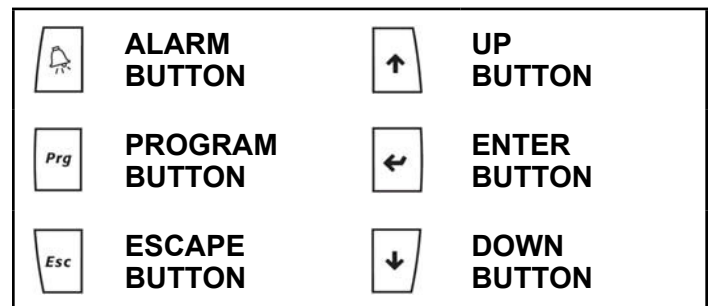 ALARM
BUTTON
UP
BUTTON
Prg
PROGRAM
BUTTON
ENTER
BUTTON
Esc
ESCAPE
BUTTON
DOWN
BUTTON